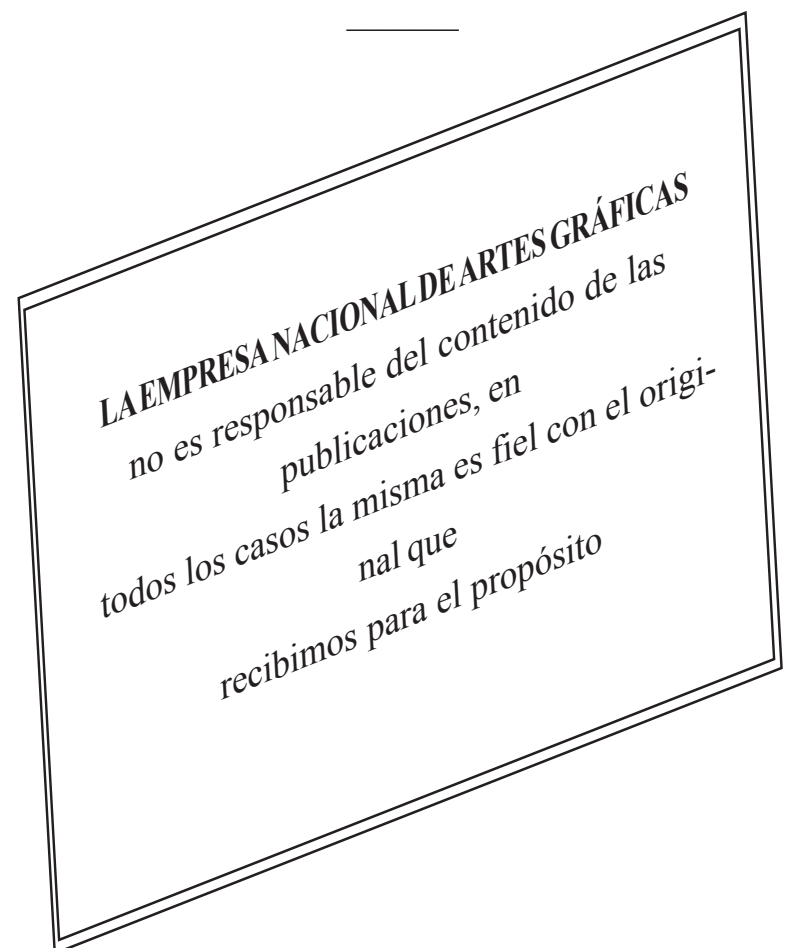 LA EMPRESA NACIONAL DE ARTES GRÁFICAS
no es responsable del contenido de las
publicaciones, en
todos los casos la misma es fiel con el origi-
nal que
recibimos para el propósito